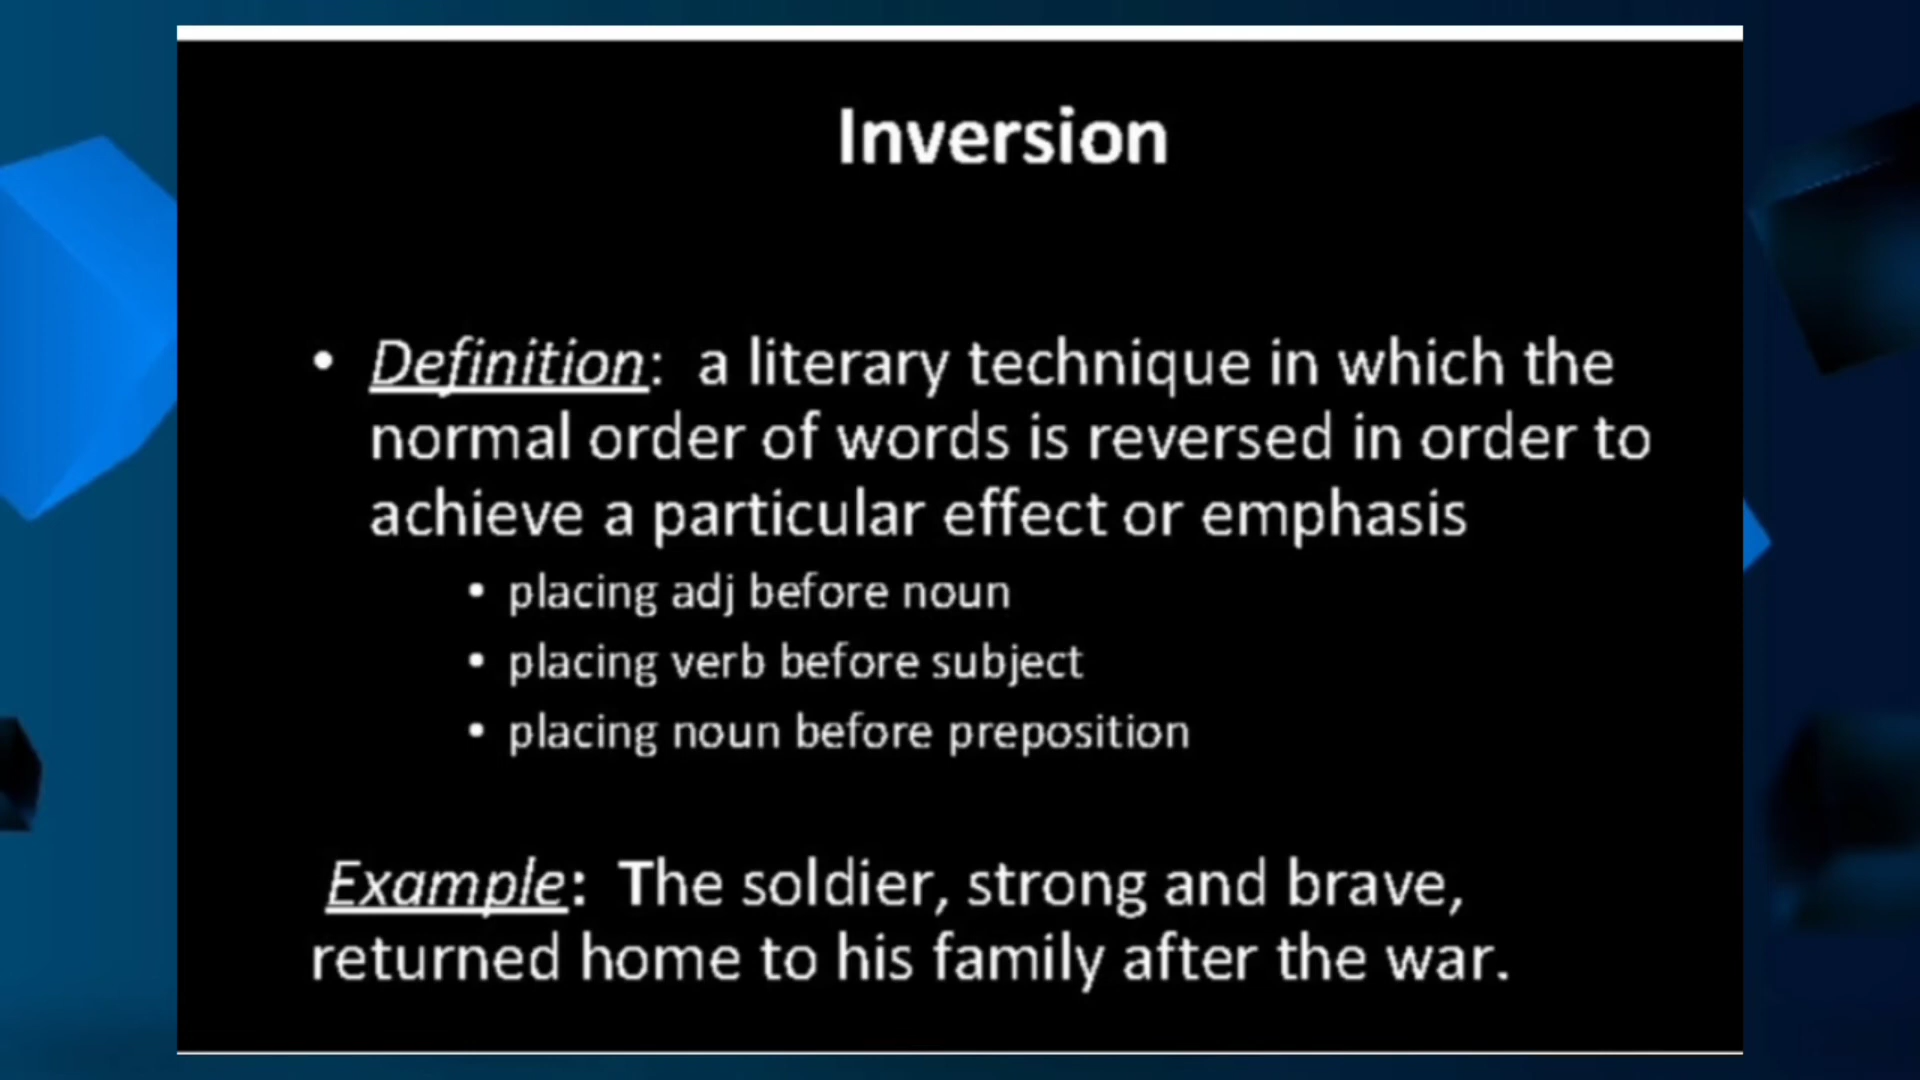 Inversion
• Definition: a literary technique in which the
normal order of words is reversed in order to
achieve a particular effect or emphasis
• placing adj before noun
• placing verb before subject
• placing noun before preposition
Example: The soldier, strong and brave,
returned home to his family after the war.